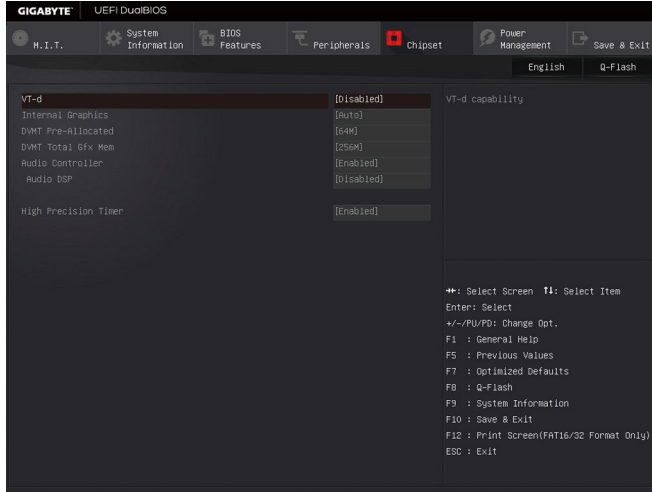 GIGABYTE™ UEFI DualBIOS
M.I.T.
System Information
BIOS Features
Peripherals
Chipset
Power Management
Save & Exit
English
Q-Flash
VT-d [Disabled]
Internal Graphics [Auto]
DVMT Pre-Allocated [64M]
DVMT Total Gfx Mem [256M]
Audio Controller [Enabled]
Audio DSP [Disabled]
High Precision Timer [Enabled]
VT-d capability
→←: Select Screen ↑↓: Select Item
Enter: Select
+/-/PU/PD: Change Opt.
F1 : General Help
F5 : Previous Values
F7 : Optimized Defaults
F8 : Q-Flash
F9 : System Information
F10 : Save & Exit
F12 : Print Screen(FAT16/32 Format Only)
ESC : Exit